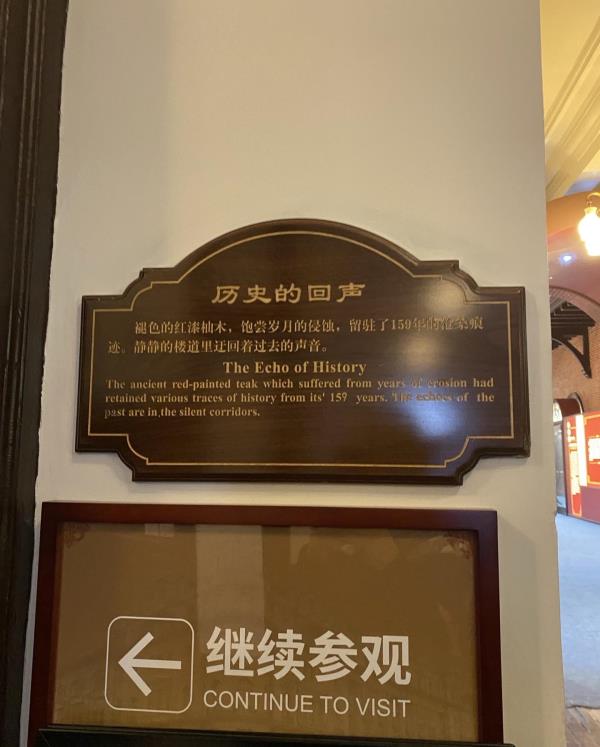 历史的回声
褪色的红漆柚木，饱尝岁月的侵蚀，留驻了159年的沧桑痕
迹。静静的楼道里迂回着过去的声音。
The Echo of History
The ancient red-painted teak which suffered from years of erosion had
retained various traces of history from its' 159 years. The echoes of the
past are in,the silent corridors.
继续参观
CONTINUE TO VISIT